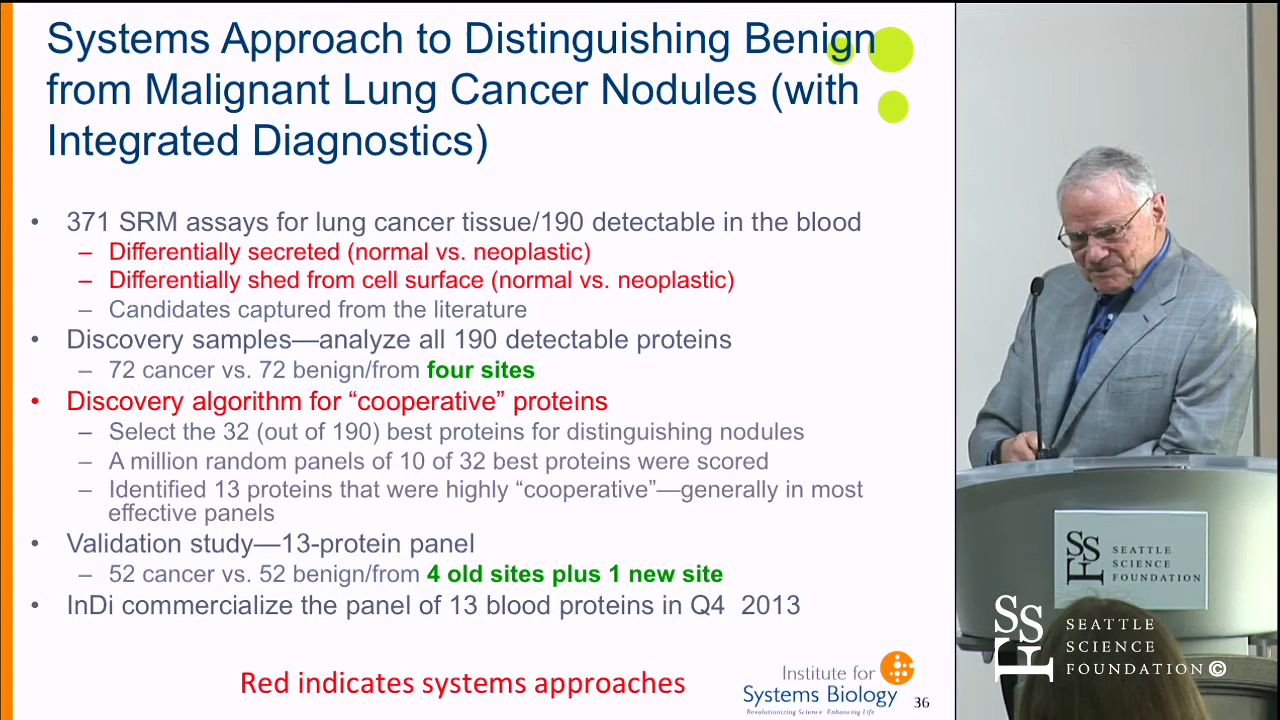 Systems Approach to Distinguishing Benign
from Malignant Lung Cancer Nodules (with
Integrated Diagnostics)
• 371 SRM assays for lung cancer tissue/190 detectable in the blood
– Differentially secreted (normal vs. neoplastic)
– Differentially shed from cell surface (normal vs. neoplastic)
– Candidates captured from the literature
• Discovery samples—analyze all 190 detectable proteins
– 72 cancer vs. 72 benign/from four sites
• Discovery algorithm for “cooperative” proteins
– Select the 32 (out of 190) best proteins for distinguishing nodules
– A million random panels of 10 of 32 best proteins were scored
– Identified 13 proteins that were highly “cooperative”—generally in most
effective panels
• Validation study—13-protein panel
– 52 cancer vs. 52 benign/from 4 old sites plus 1 new site
• InDi commercialize the panel of 13 blood proteins in Q4 2013
Red indicates systems approaches
Institute for
Systems Biology
Revolutionizing Science. Enhancing Life
36
SSF
SEATTLE
SCIENCE
FOUNDATION
SSF
SEATTLE
SCIENCE
FOUNDATION ©